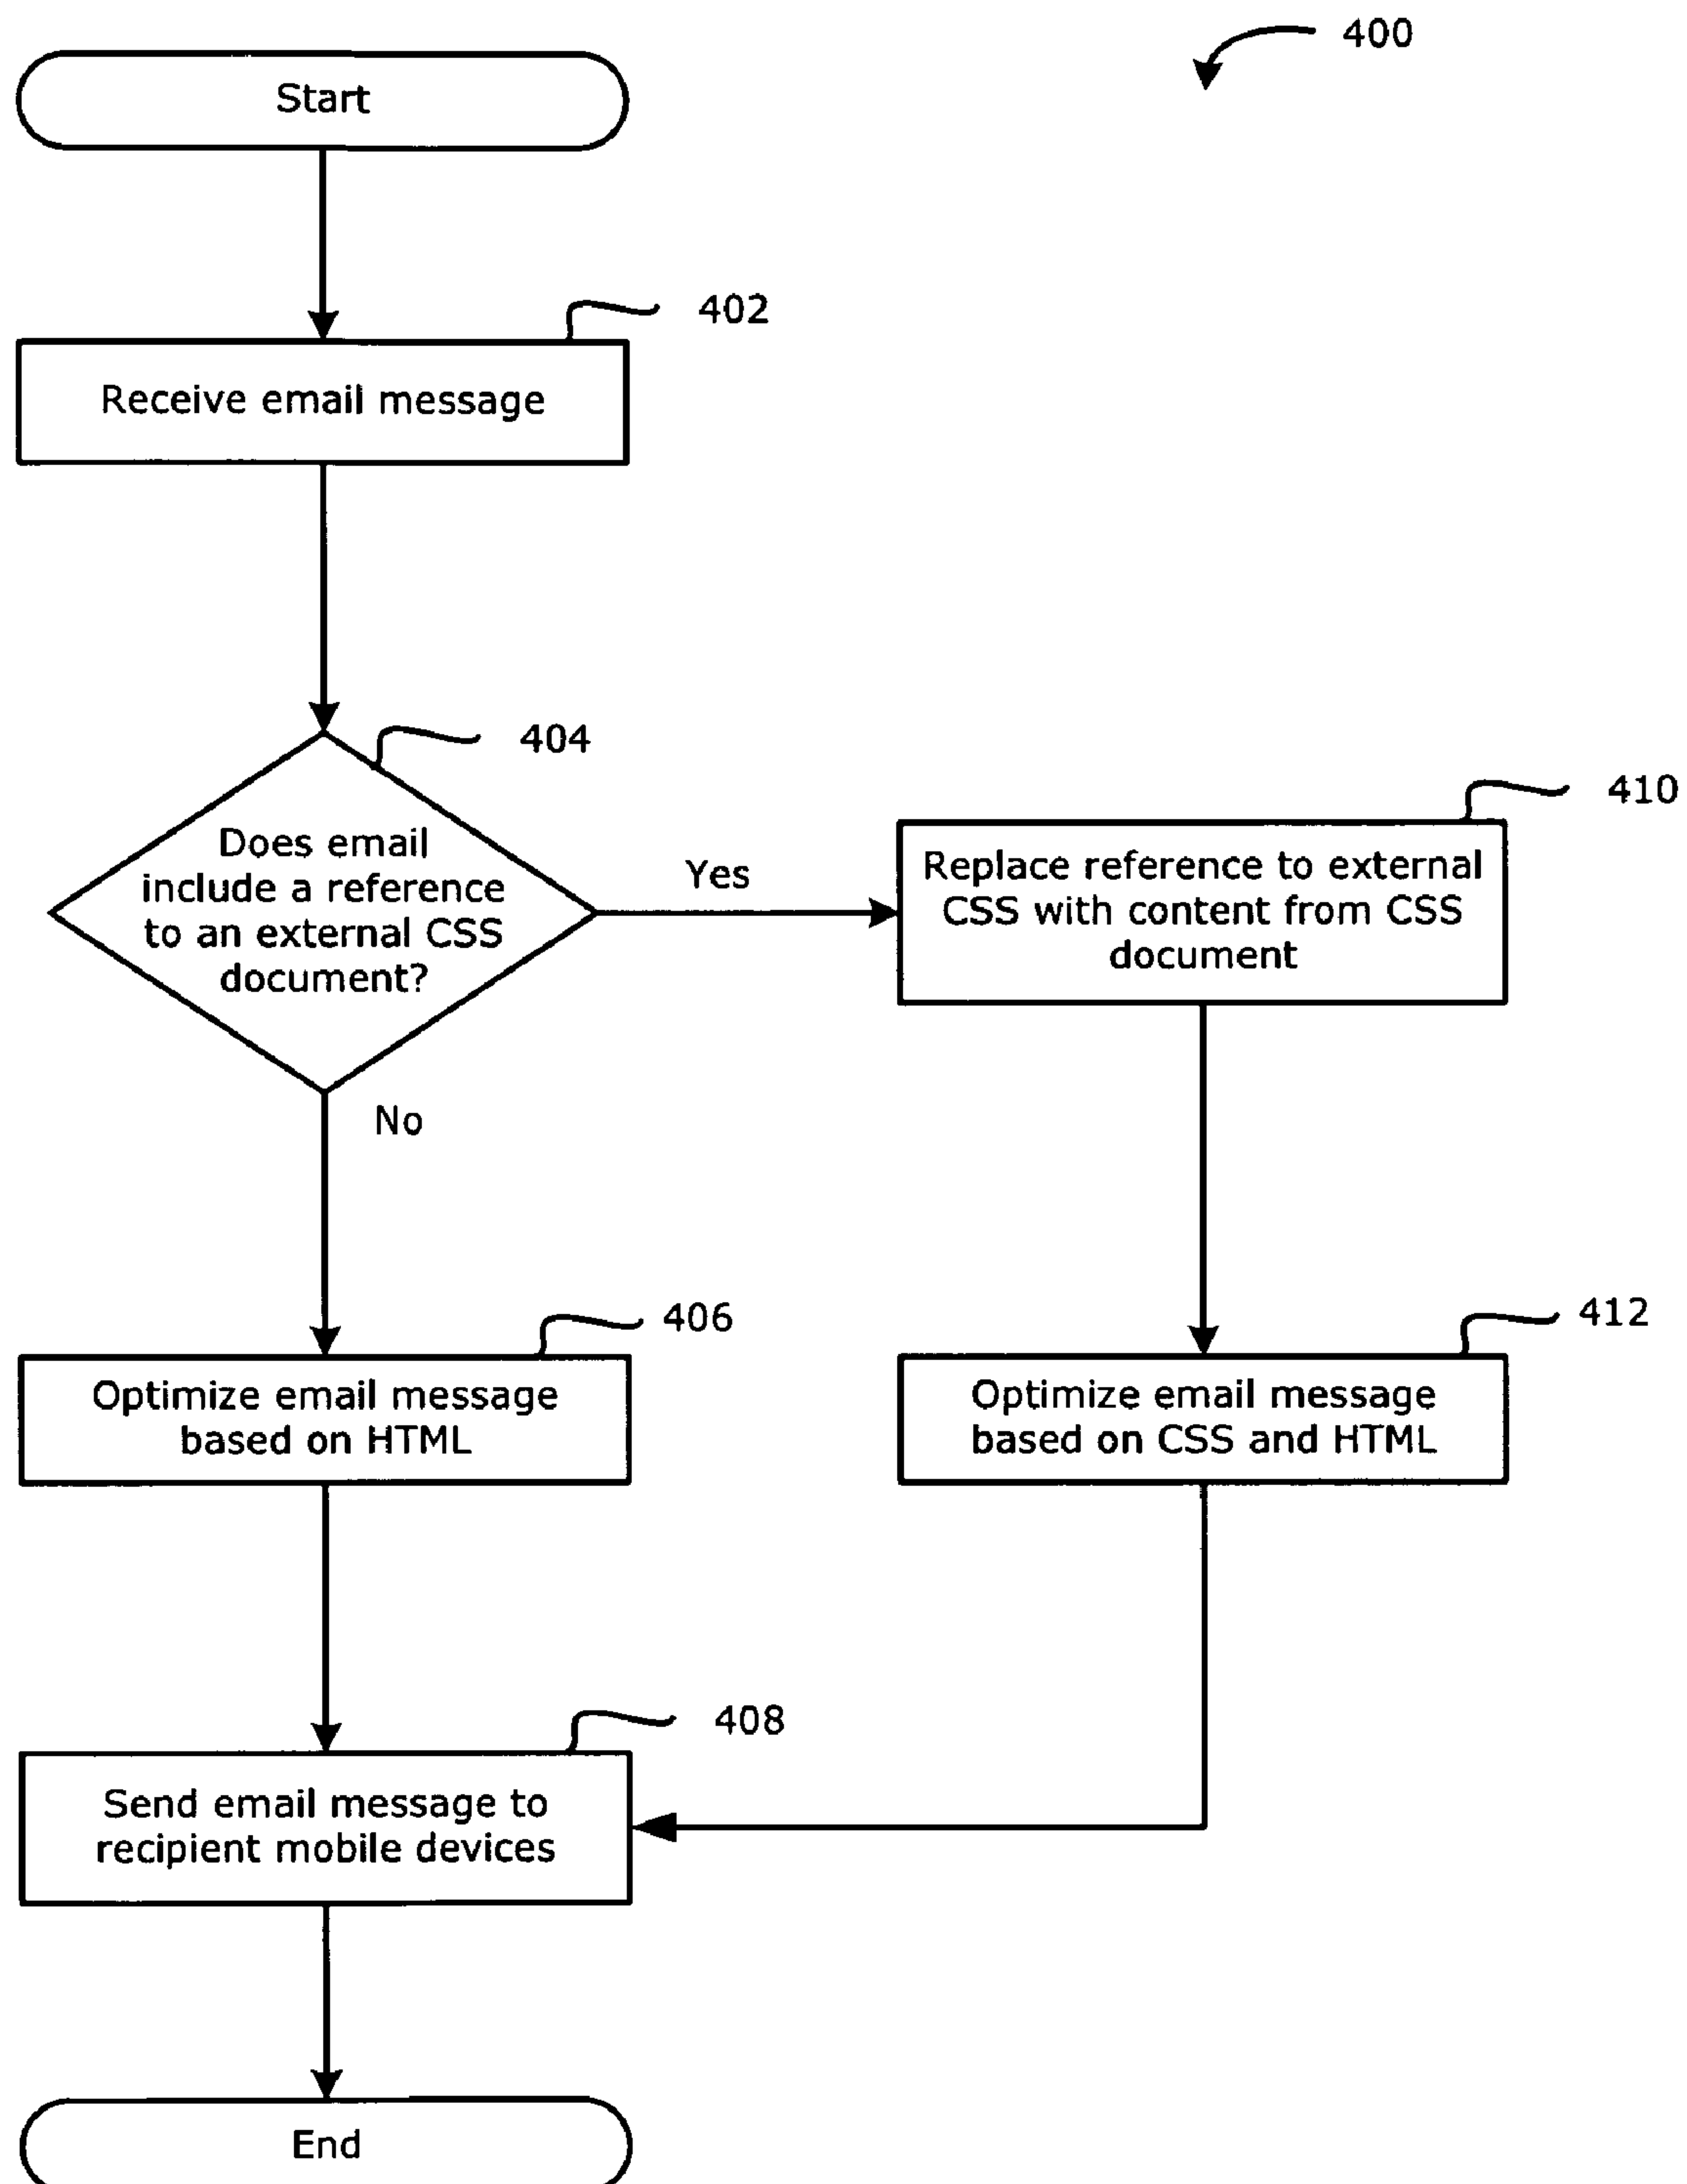 400
Start
402
Receive email message
404
Does email
include a reference
to an external CSS
document?
Yes
No
410
Replace reference to external
CSS with content from CSS
document
406
Optimize email message
based on HTML
412
Optimize email message
based on CSS and HTML
408
Send email message to
recipient mobile devices
End